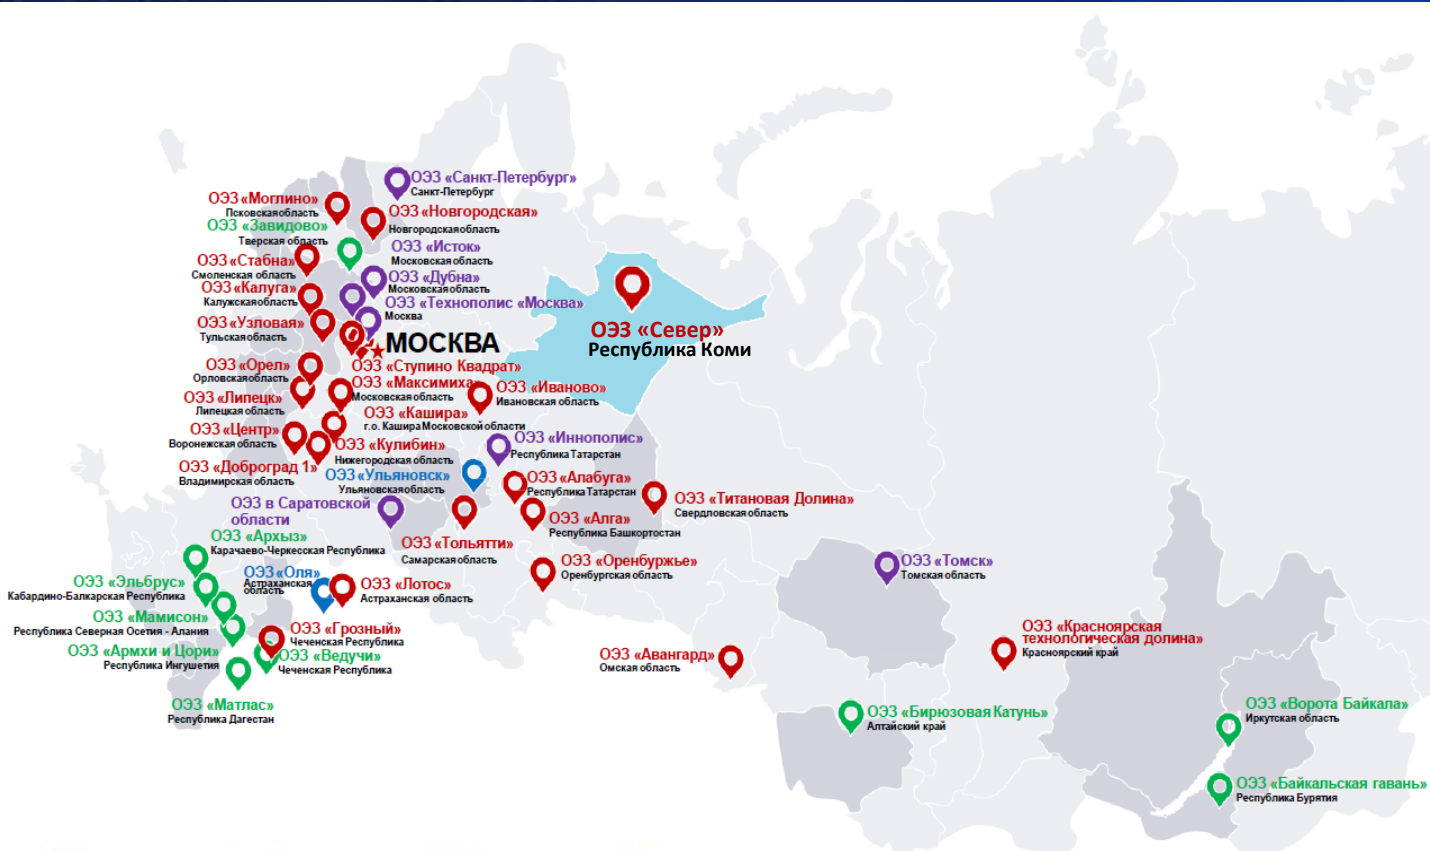 ОЭЗ «Санкт-Петербург»
Санкт-Петербург
ОЭЗ «Моглино»
Псковская область
ОЭЗ «Новгородская»
Новгородская область
ОЭЗ «Завидово»
Тверская область
ОЭЗ «Исток»
Московская область
ОЭЗ «Стабна»
Смоленская область
ОЭЗ «Дубна»
Московская область
ОЭЗ «Калуга»
Калужская область
ОЭЗ «Технополис «Москва»
Москва
ОЭЗ «Узловая»
Тульская область
МОСКВА
ОЭЗ «Север»
Республика Коми
ОЭЗ «Орел»
Орловская область
ОЭЗ «Ступино Квадрат»
ОЭЗ «Максимиха»
Московская область
ОЭЗ «Иваново»
Ивановская область
ОЭЗ «Липецк»
Липецкая область
ОЭЗ «Кашира»
г.о. Кашира Московской области
ОЭЗ «Центр»
Воронежская область
ОЭЗ «Кулибин»
Нижегородская область
ОЭЗ «Иннополис»
Республика Татарстан
ОЭЗ «Доброград 1»
Владимирская область
ОЭЗ «Ульяновск»
Ульяновская область
ОЭЗ «Алабуга»
Республика Татарстан
ОЭЗ «Титановая Долина»
Свердловская область
ОЭЗ в Саратовской
области
ОЭЗ «Алга»
Республика Башкортостан
ОЭЗ «Тольятти»
Самарская область
ОЭЗ «Архыз»
Карачаево-Черкесская Республика
ОЭЗ «Оренбуржье»
Оренбургская область
ОЭЗ «Томск»
Томская область
ОЭЗ «Эльбрус»
Кабардино-Балкарская Республика
ОЭЗ «Оля»
Астраханская
область
ОЭЗ «Лотос»
Астраханская область
ОЭЗ «Мамисон»
Республика Северная Осетия - Алания
ОЭЗ «Грозный»
Чеченская Республика
ОЭЗ «Красноярская
технологическая долина»
Красноярский край
ОЭЗ «Армхи и Цори»
Республика Ингушетия
ОЭЗ «Ведучи»
Чеченская Республика
ОЭЗ «Авангард»
Омская область
ОЭЗ «Матлас»
Республика Дагестан
ОЭЗ «Бирюзовая Катунь»
Алтайский край
ОЭЗ «Ворота Байкала»
Иркутская область
ОЭЗ «Байкальская гавань»
Республика Бурятия